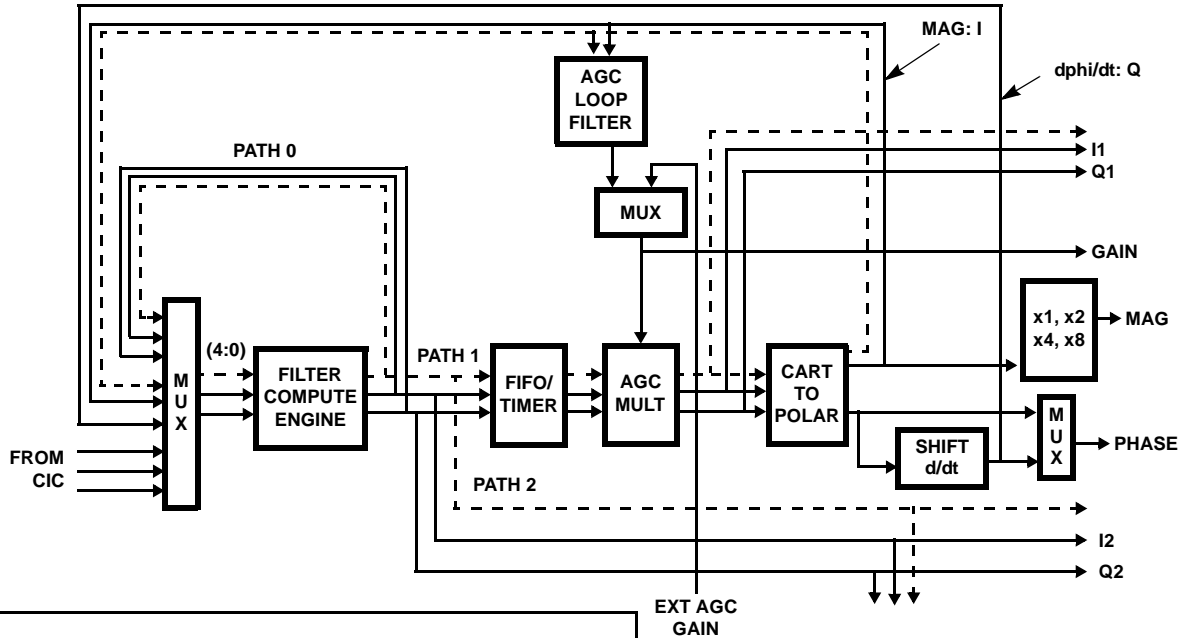 MAG: I
dphi/dt: Q
AGC
LOOP
FILTER
PATH 0
I1
Q1
MUX
GAIN
x1, x2
x4, x8
MAG
(4:0)
PATH 1
M
U
X
FILTER
COMPUTE
ENGINE
FIFO/
TIMER
AGC
MULT
CART
TO
POLAR
M
U
X
PHASE
SHIFT
d/dt
FROM
CIC
PATH 2
I2
Q2
EXT AGC
GAIN